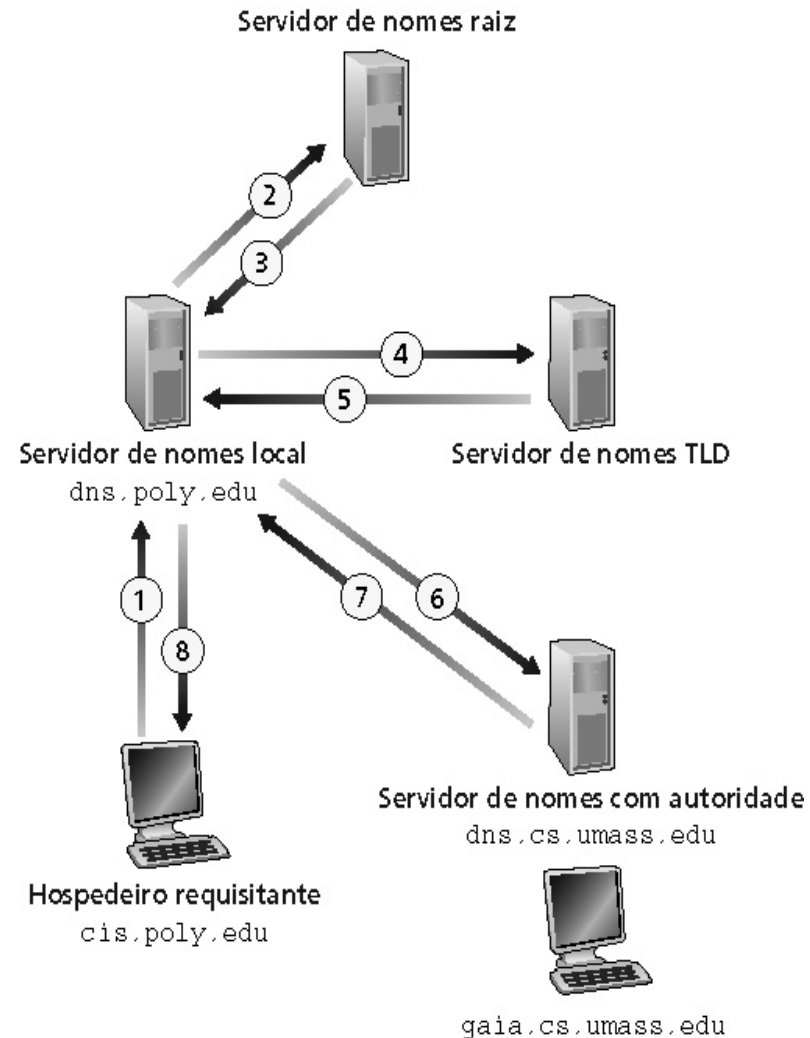 Servidor de nomes raiz
2
3
4
5
Servidor de nomes local
dns.poly.edu
Servidor de nomes TLD
1
8
7
6
Hospedeiro requisitante
cis.poly.edu
Servidor de nomes com autoridade
dns.cs.umass.edu
gaia.cs.umass.edu